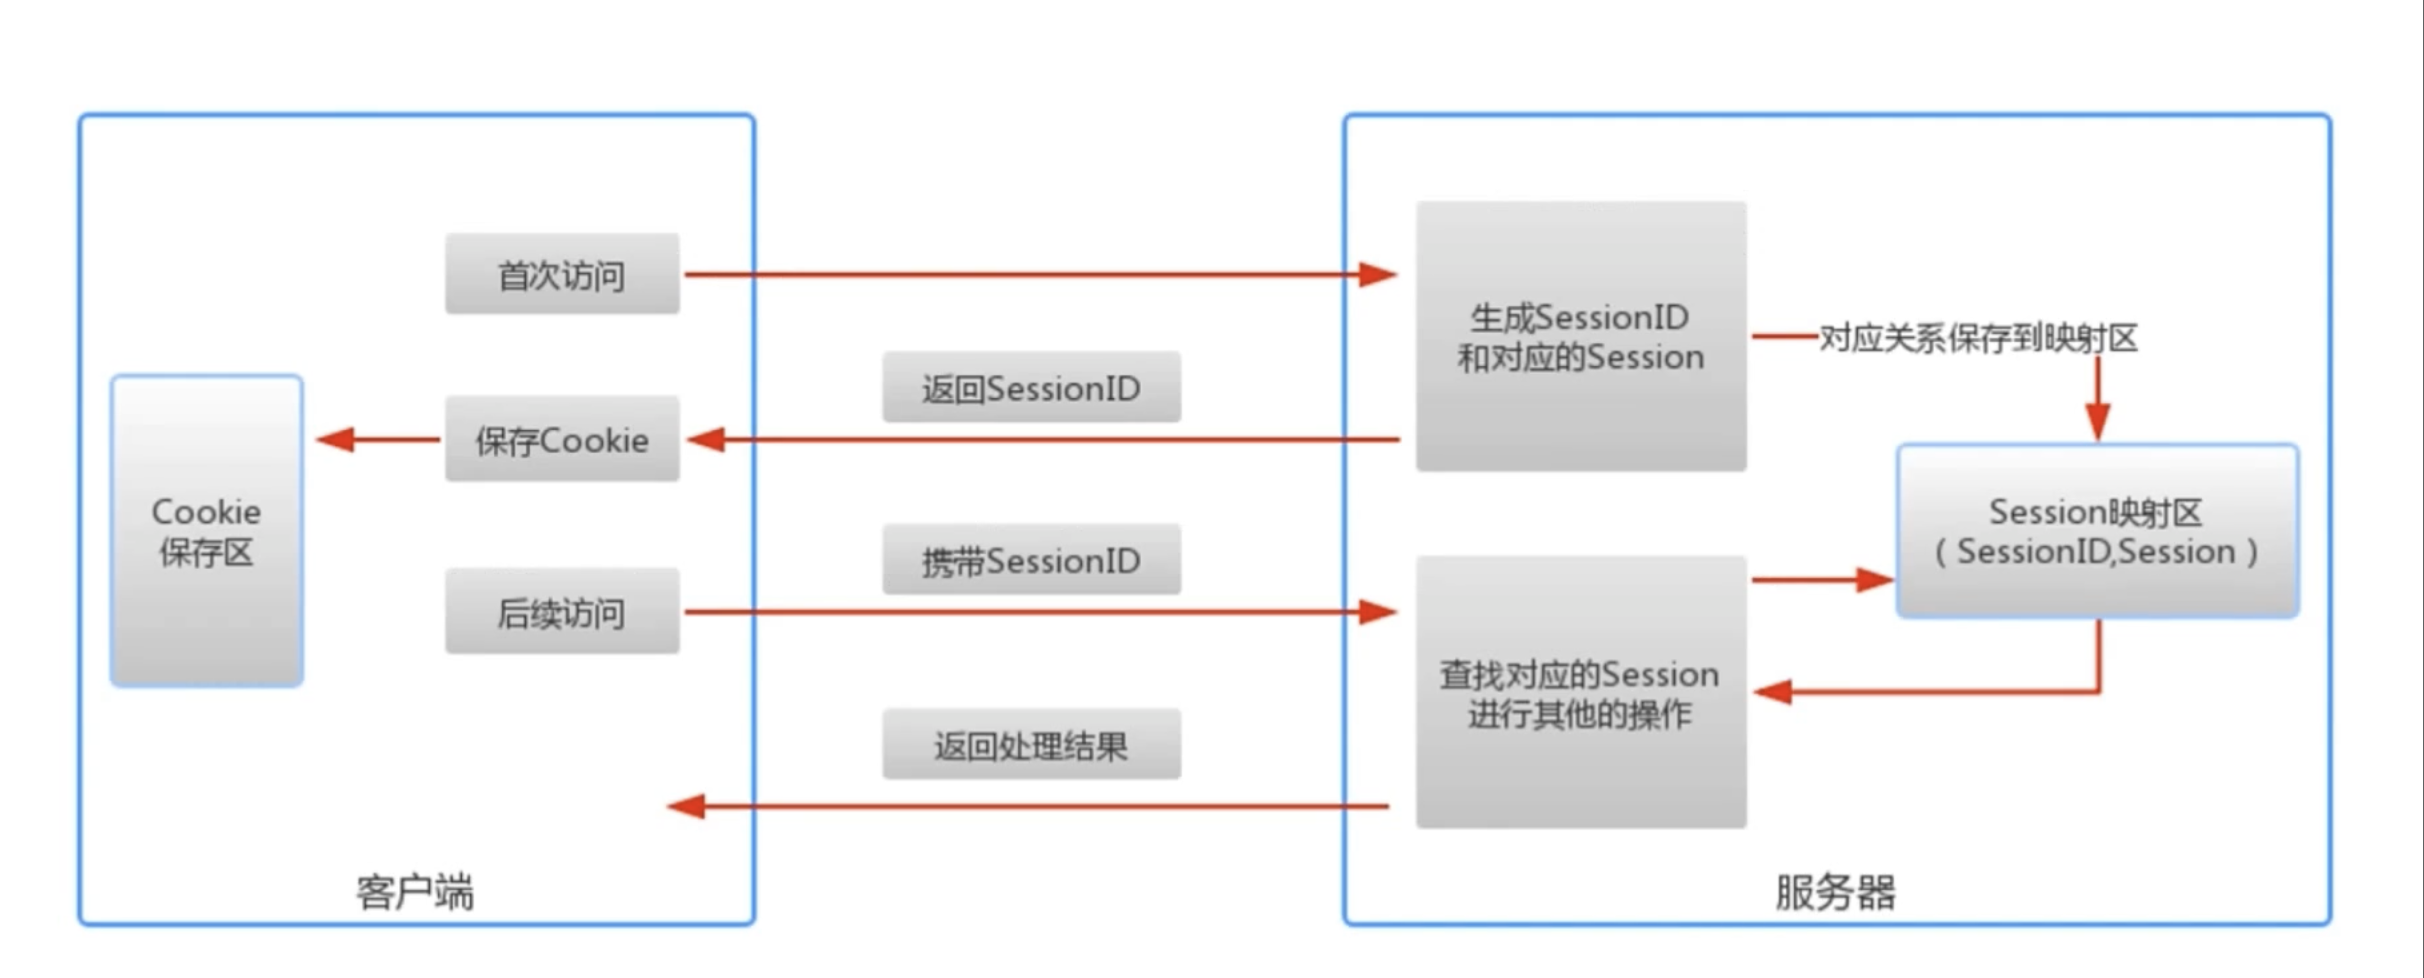 首次访问
生成SessionID
和对应的Session
对应关系保存到映射区
返回SessionID
保存Cookie
Cookie
保存区
Session映射区
（SessionID,Session）
携带SessionID
后续访问
查找对应的Session
进行其他的操作
返回处理结果
客户端
服务器